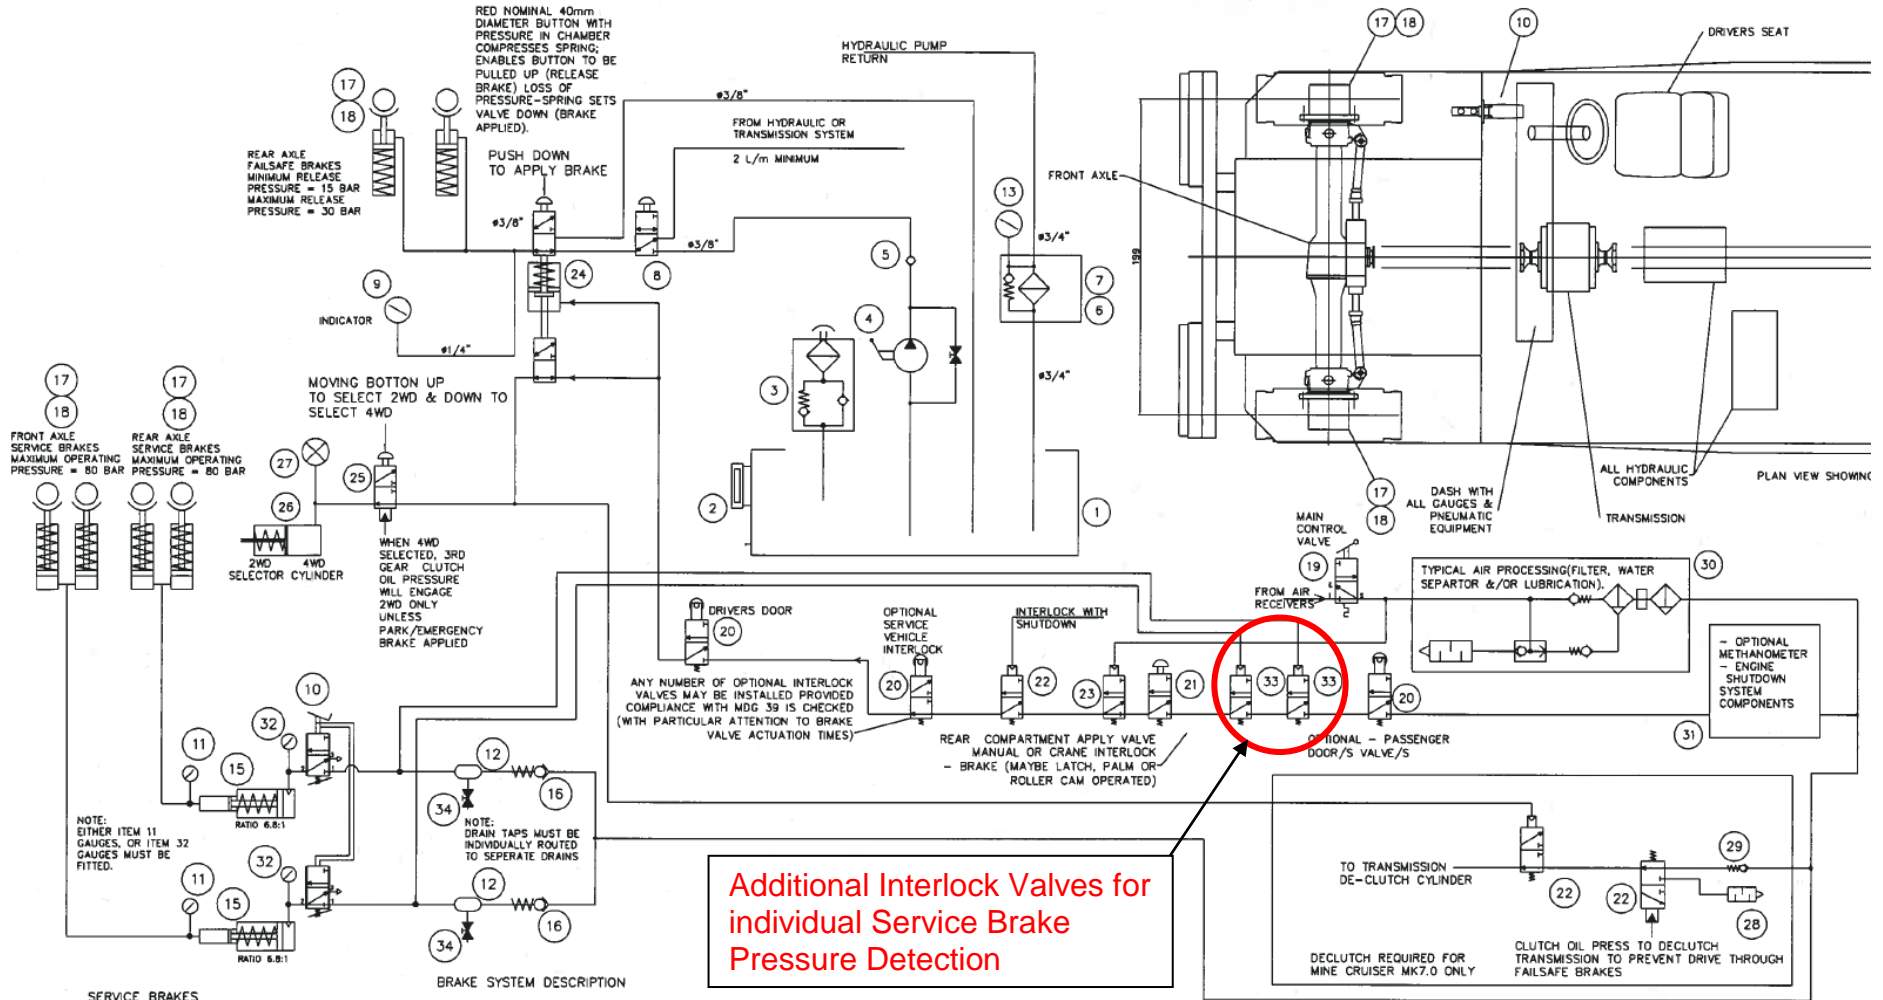 RED NOMINAL 40mm
DIAMETER BUTTON WITH
PRESSURE IN CHAMBER
COMPRESSES SPRING;
ENABLES BUTTON TO BE
PULLED UP (RELEASE
BRAKE) LOSS OF
PRESSURE-SPRING SETS
VALVE DOWN (BRAKE
APPLIED).
HYDRAULIC PUMP
RETURN
17
18
10
DRIVERS SEAT
17
18
ø3/8"
FROM HYDRAULIC OR
TRANSMISSION SYSTEM
2 L/m MINIMUM
REAR AXLE
FAILSAFE BRAKES
MINIMUM RELEASE
PRESSURE = 15 BAR
MAXIMUM RELEASE
PRESSURE = 30 BAR
PUSH DOWN
TO APPLY BRAKE
FRONT AXLE
13
ø3/8"
ø3/8"
ø3/4"
199
5
8
24
9
7
6
INDICATOR
4
ø1/4"
3
ø3/4"
17
18
17
18
MOVING BOTTON UP
TO SELECT 2WD & DOWN TO
SELECT 4WD
FRONT AXLE
SERVICE BRAKES
MAXIMUM OPERATING
PRESSURE = 80 BAR
REAR AXLE
SERVICE BRAKES
MAXIMUM OPERATING
PRESSURE = 80 BAR
27
25
26
2
1
17
18
ALL HYDRAULIC
COMPONENTS
PLAN VIEW SHOWING
DASH WITH
ALL GAUGES &
PNEUMATIC
EQUIPMENT
TRANSMISSION
2WD
4WD
SELECTOR CYLINDER
WHEN 4WD
SELECTED, 3RD
GEAR CLUTCH
OIL PRESSURE
WILL ENGAGE
2WD ONLY
UNLESS
PARK/EMERGENCY
BRAKE APPLIED
MAIN
CONTROL
VALVE
19
FROM AIR
RECEIVERS
TYPICAL AIR PROCESSING(FILTER, WATER
SEPARTOR &/OR LUBRICATION).
30
DRIVERS DOOR
20
OPTIONAL
SERVICE
VEHICLE
INTERLOCK
20
INTERLOCK WITH
SHUTDOWN
22
23
21
33
33
20
- OPTIONAL
METHANOMETER
- ENGINE
SHUTDOWN
SYSTEM
COMPONENTS
31
ANY NUMBER OF OPTIONAL INTERLOCK
VALVES MAY BE INSTALLED PROVIDED
COMPLIANCE WITH MDG 39 IS CHECKED
(WITH PARTICULAR ATTENTION TO BRAKE
VALVE ACTUATION TIMES)
REAR COMPARTMENT APPLY VALVE
MANUAL OR CRANE INTERLOCK
- BRAKE (MAYBE LATCH, PALM OR
ROLLER CAM OPERATED)
OPTIONAL - PASSENGER
DOOR/S VALVE/S
10
32
11
15
12
16
34
RATIO 6.8:1
NOTE:
EITHER ITEM 11
GAUGES, OR ITEM 32
GAUGES MUST BE
FITTED.
NOTE:
DRAIN TAPS MUST BE
INDIVIDUALLY ROUTED
TO SEPERATE DRAINS
32
11
15
12
16
34
RATIO 6.8:1
Additional Interlock Valves for
individual Service Brake
Pressure Detection
TO TRANSMISSION
DE-CLUTCH CYLINDER
22
22
29
28
DECLUTCH REQUIRED FOR
MINE CRUISER MK7.0 ONLY
CLUTCH OIL PRESS TO DECLUTCH
TRANSMISSION TO PREVENT DRIVE THROUGH
FAILSAFE BRAKES
BRAKE SYSTEM DESCRIPTION
SERVICE BRAKES